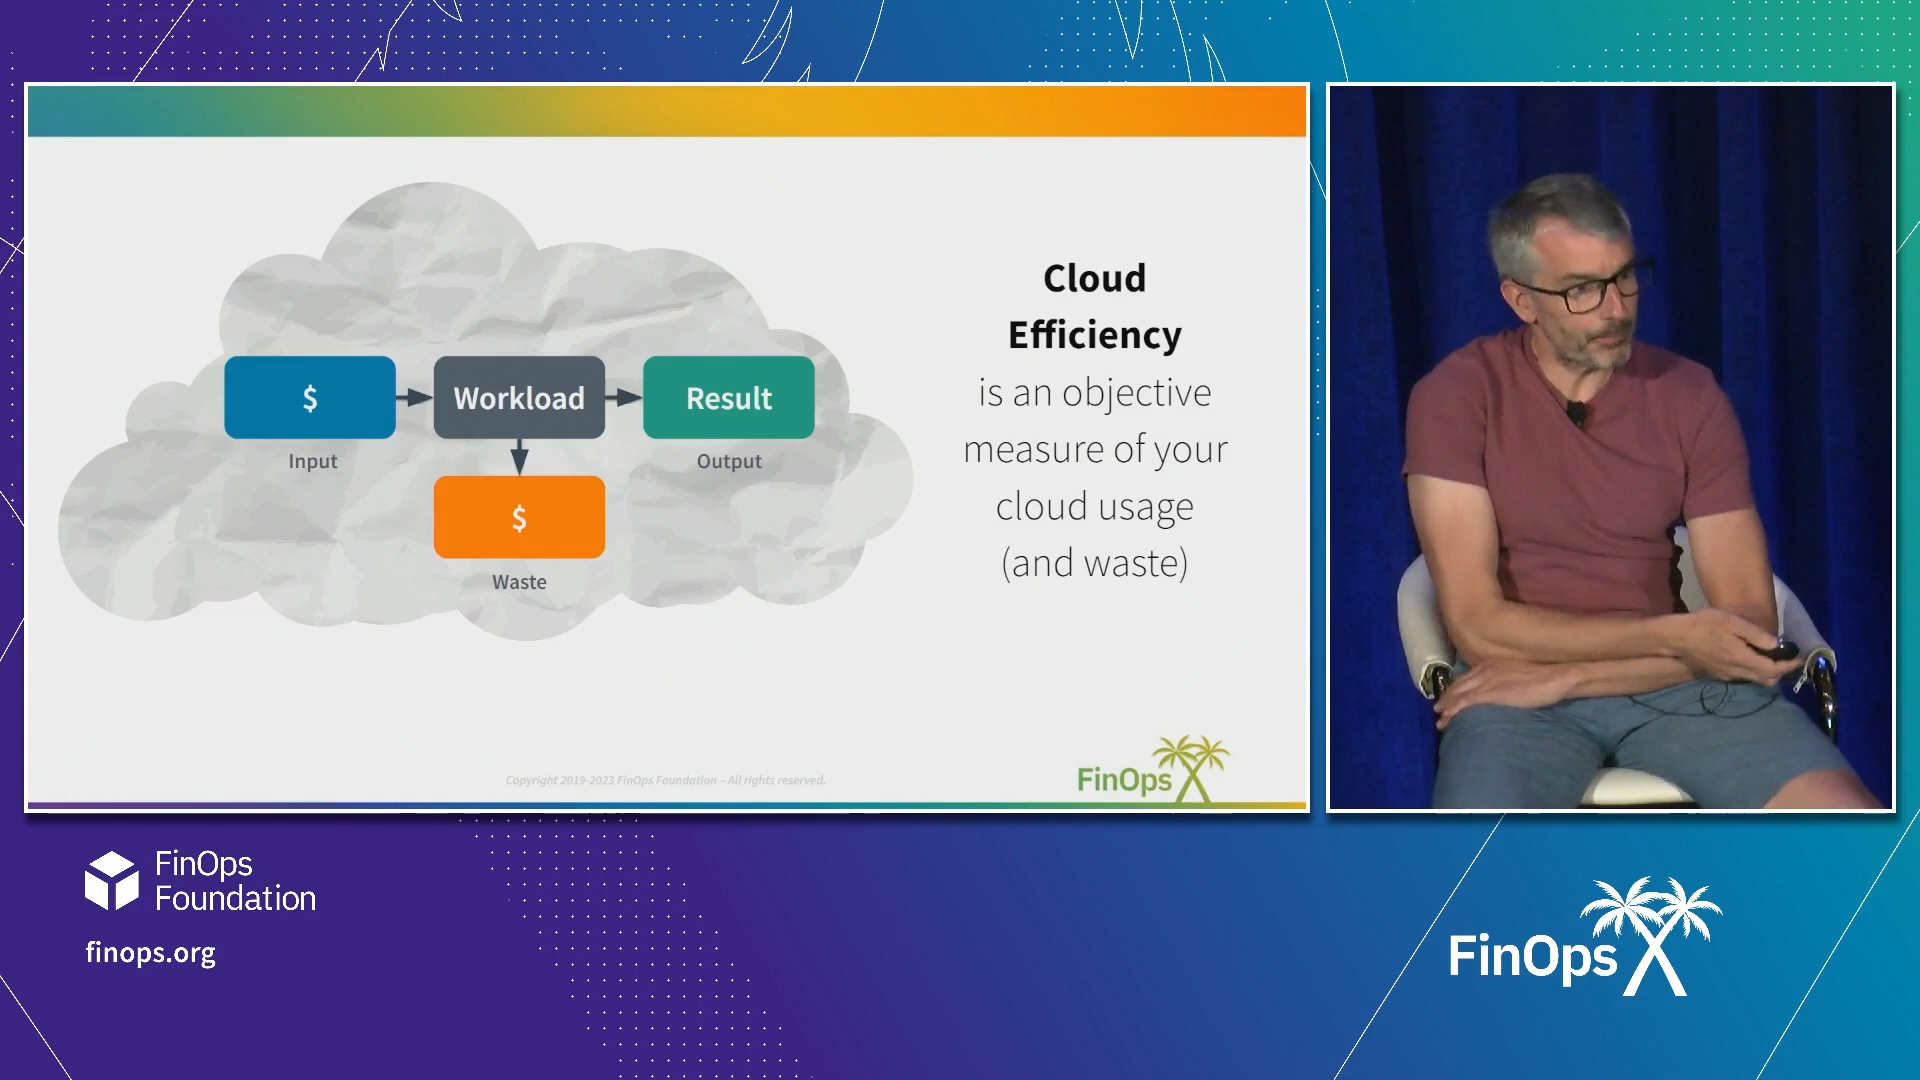 $
Workload
Result
Input
Output
$
Waste
Cloud
Efficiency
is an objective
measure of your
cloud usage
(and waste)
Copyright 2019-2023 FinOps Foundation – All rights reserved.
FinOps X
FinOps
Foundation
finops.org
FinOps X